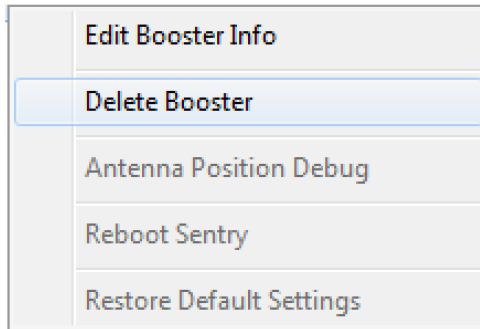 Edit Booster Info
Delete Booster
Antenna Position Debug
Reboot Sentry
Restore Default Settings